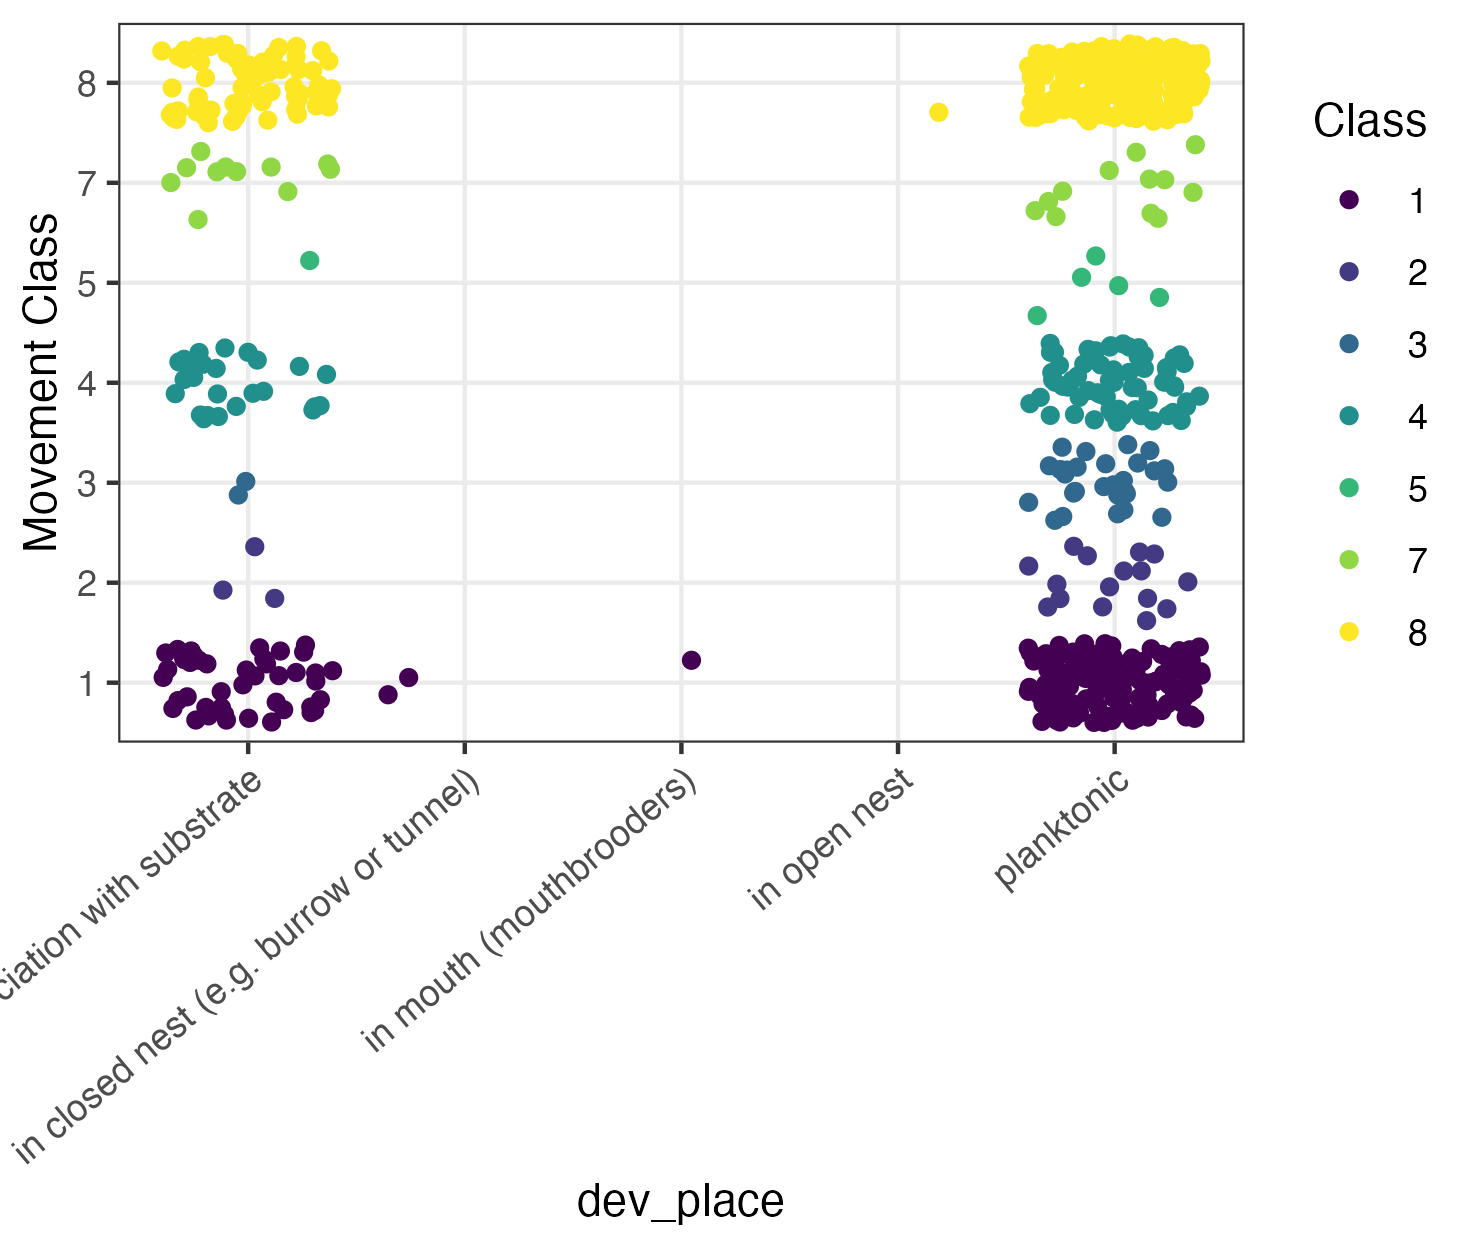 Movement Class
8
7
5
4
3
2
1
with substrate
in closed nest (e.g. burrow or tunnel)
in mouth (mouthbrooders)
in open nest
planktonic
dev_place
Class
1
2
3
4
5
7
8